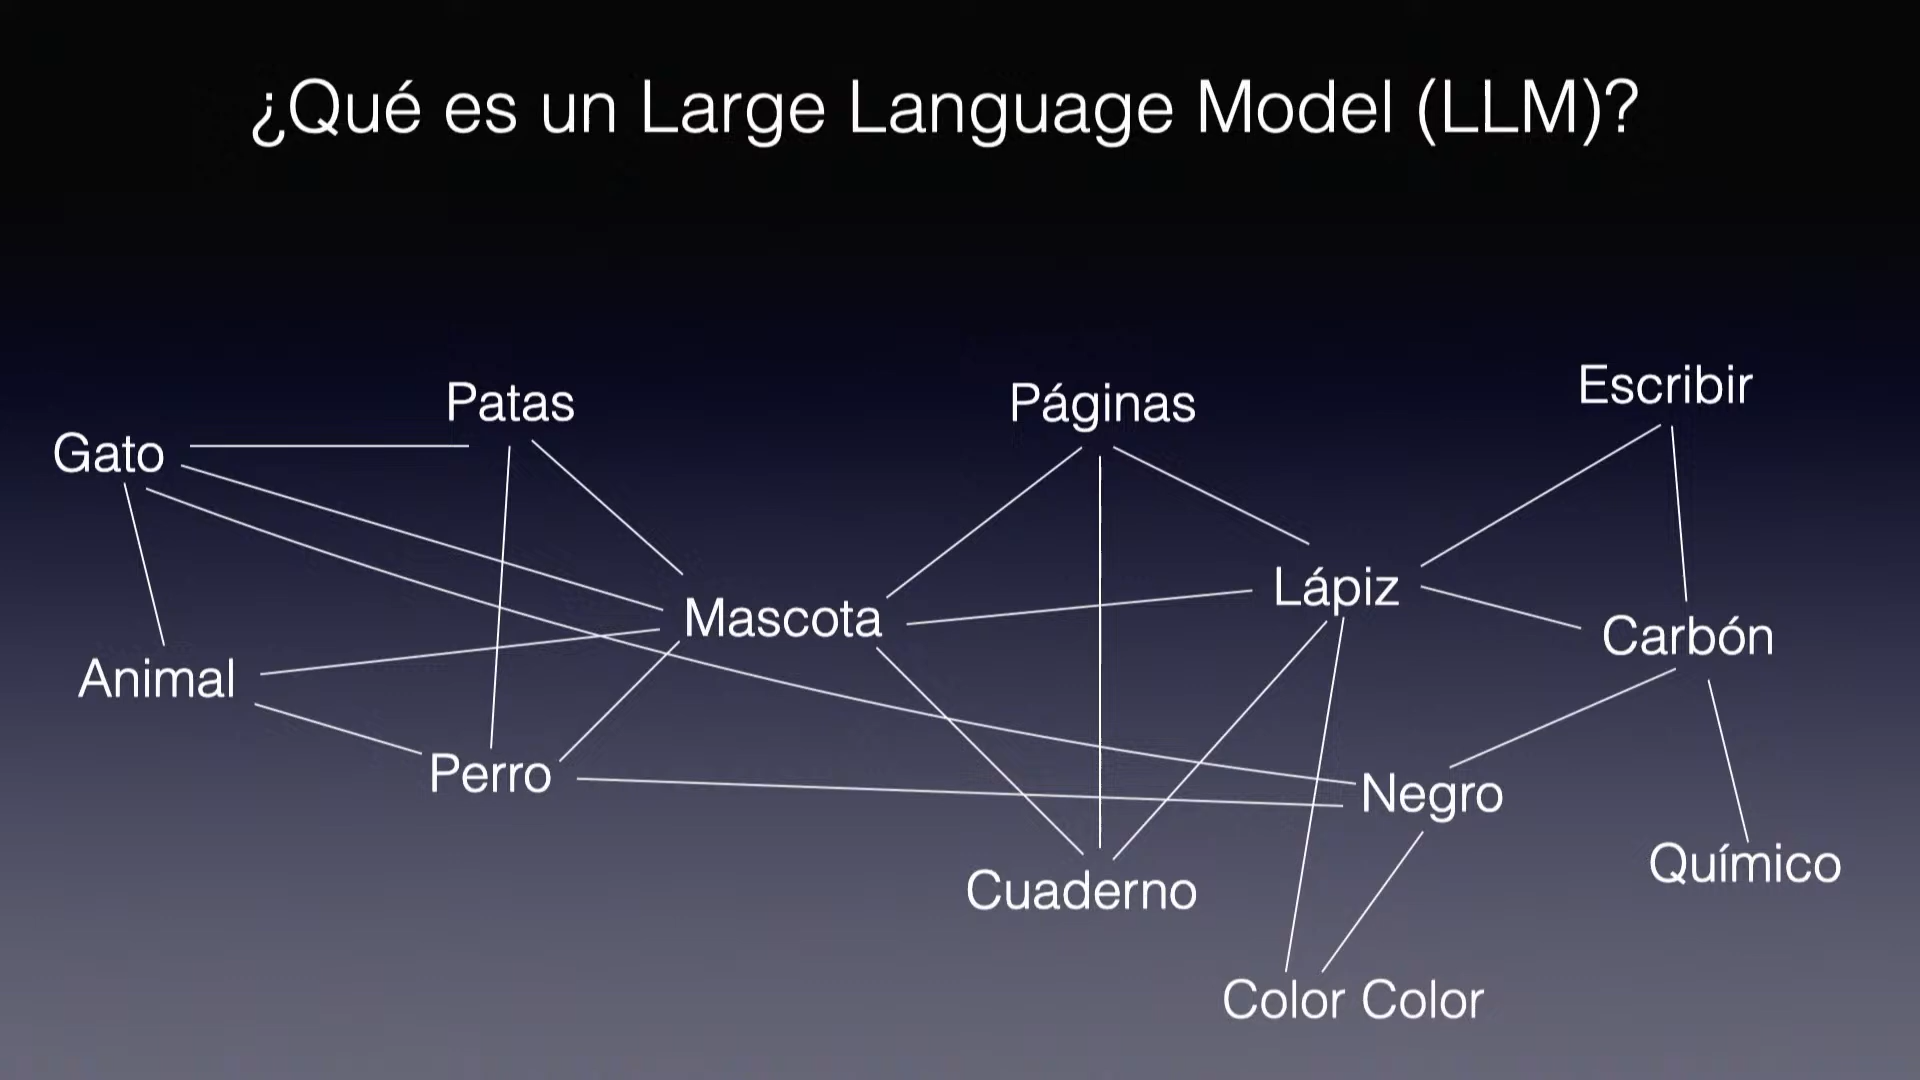 ¿Qué es un Large Language Model (LLM)?
Escribir
Patas
Páginas
Gato
Lápiz
Mascota
Carbón
Animal
Perro
Negro
Químico
Cuaderno
Color Color